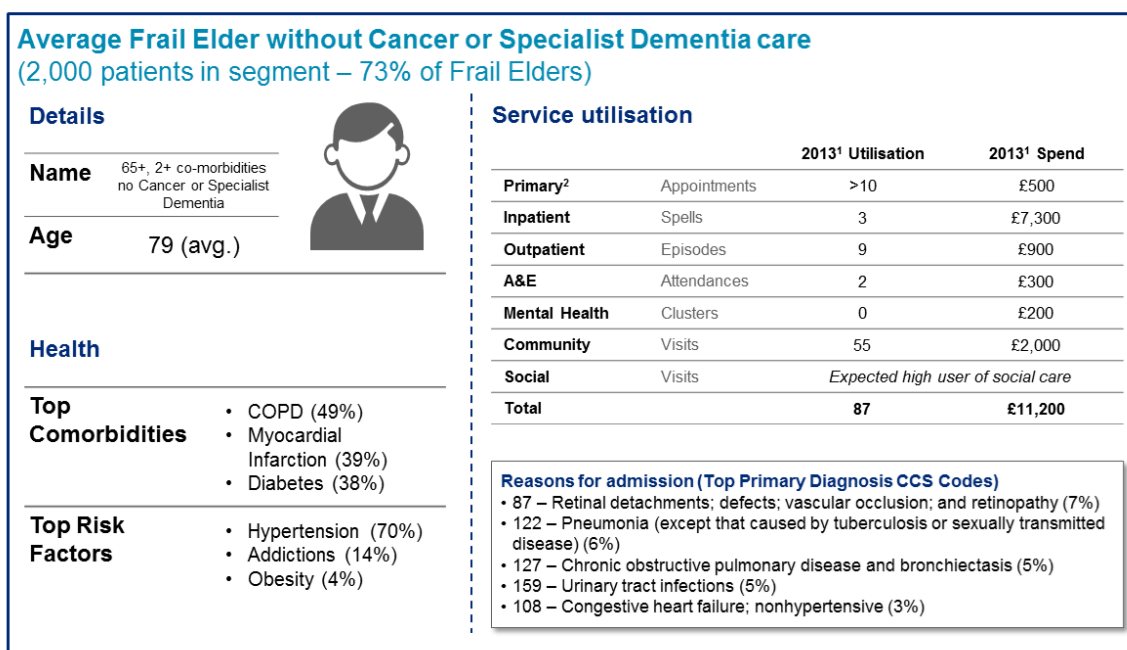 Average Frail Elder without Cancer or Specialist Dementia care
(2,000 patients in segment – 73% of Frail Elders)
Details
Name
65+, 2+ co-morbidities
no Cancer or Specialist
Dementia
Age
79 (avg.)
Health
Top
Comorbidities
• COPD (49%)
• Myocardial
Infarction (39%)
• Diabetes (38%)
Top Risk
Factors
• Hypertension (70%)
• Addictions (14%)
• Obesity (4%)
Service utilisation
2013¹ Utilisation 2013¹ Spend
Primary² Appointments >10 £500
Inpatient Spells 3 £7,300
Outpatient Episodes 9 £900
A&E Attendances 2 £300
Mental Health Clusters 0 £200
Community Visits 55 £2,000
Social Visits Expected high user of social care
Total 87 £11,200
Reasons for admission (Top Primary Diagnosis CCS Codes)
• 87 – Retinal detachments; defects; vascular occlusion; and retinopathy (7%)
• 122 – Pneumonia (except that caused by tuberculosis or sexually transmitted
disease) (6%)
• 127 – Chronic obstructive pulmonary disease and bronchiectasis (5%)
• 159 – Urinary tract infections (5%)
• 108 – Congestive heart failure; nonhypertensive (3%)